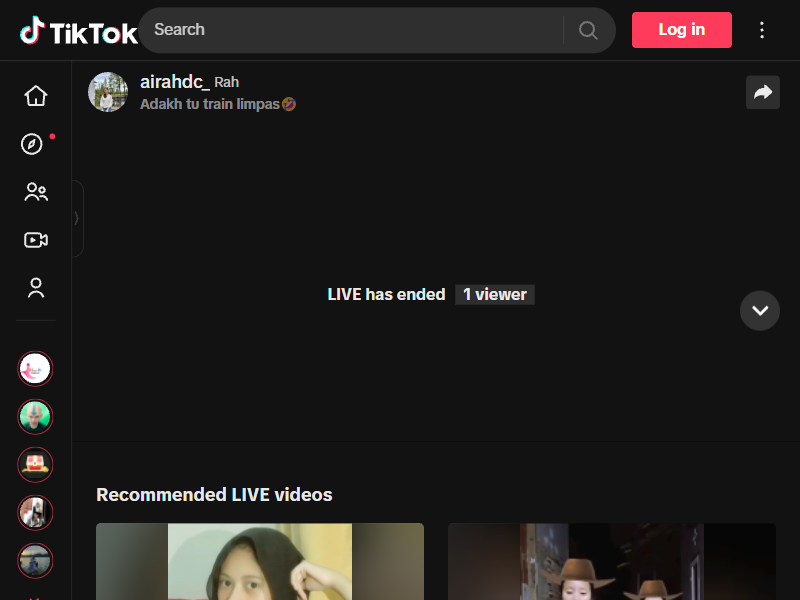 TikTok
Search
Log in
airahdc_ Rah
Adakh tu train limpas🤣
LIVE has ended 1 viewer
Recommended LIVE videos